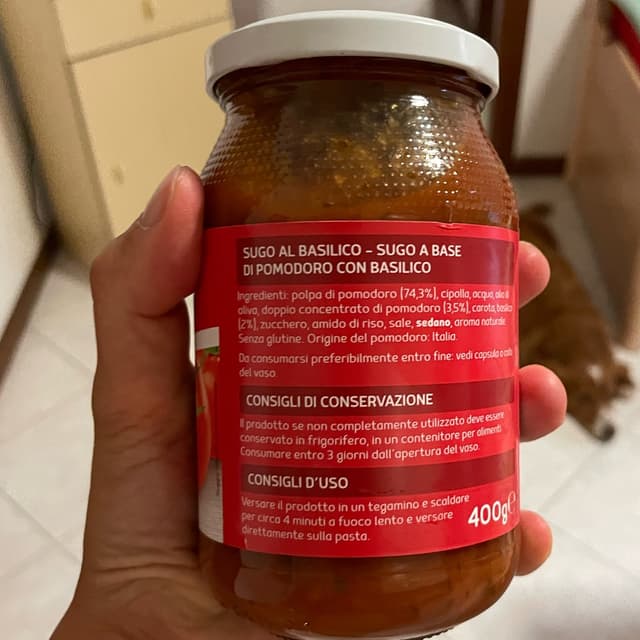 SUGO AL BASILICO – SUGO A BASE
DI POMODORO CON BASILICO
Ingredienti: polpa di pomodoro (74,3%), cipolla, acqua, olio di
oliva, doppio concentrato di pomodoro (3,5%), carota, basilico
(2%), zucchero, amido di riso, sale, sedano, aroma naturale.
Senza glutine. Origine del pomodoro: Italia.
Da consumarsi preferibilmente entro fine: vedi capsula o collo
del vaso.
CONSIGLI DI CONSERVAZIONE
Il prodotto se non completamente utilizzato deve essere
conservato in frigorifero, in un contenitore per alimenti.
Consumare entro 3 giorni dall'apertura del vaso.
CONSIGLI D'USO
Versare il prodotto in un tegamino e scaldare
per circa 4 minuti a fuoco lento e versare
direttamente sulla pasta.
400g℮